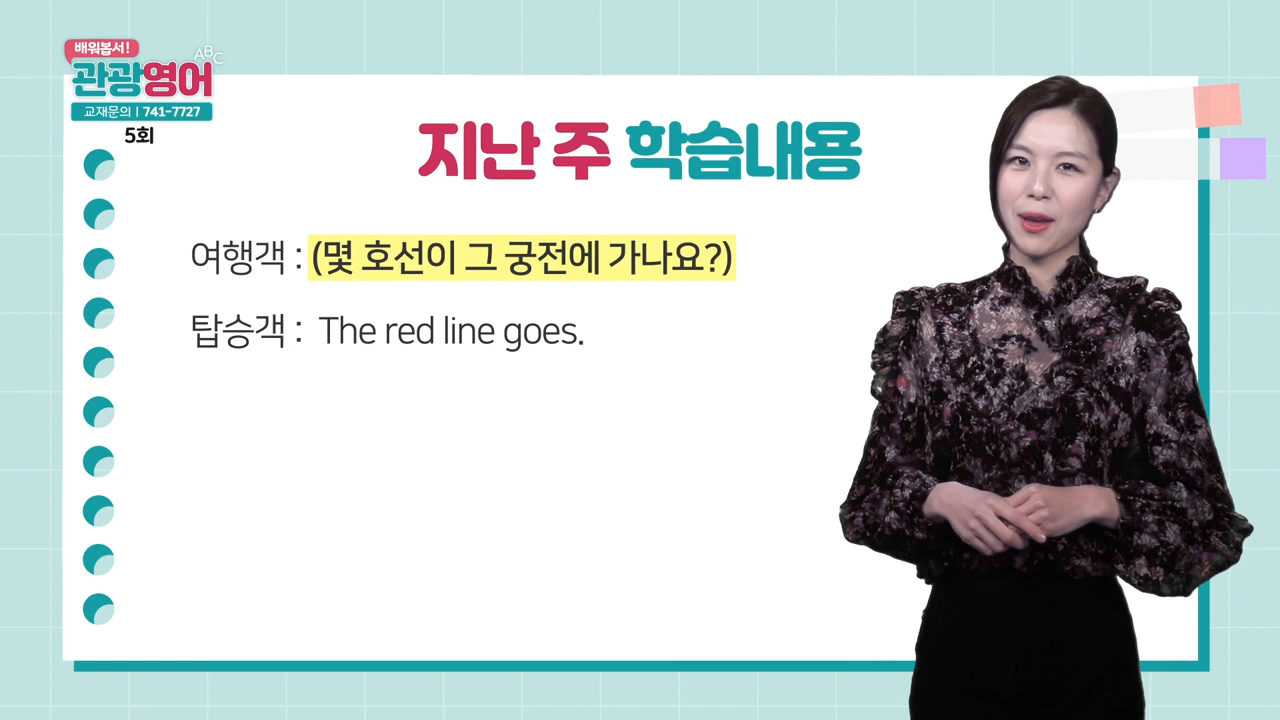 배워봅서!
ABC
관광영어
교재문의 | 741-7727
5회
지난 주 학습내용
여행객 : (몇 호선이 그 궁전에 가나요?)
탑승객 : The red line goes.